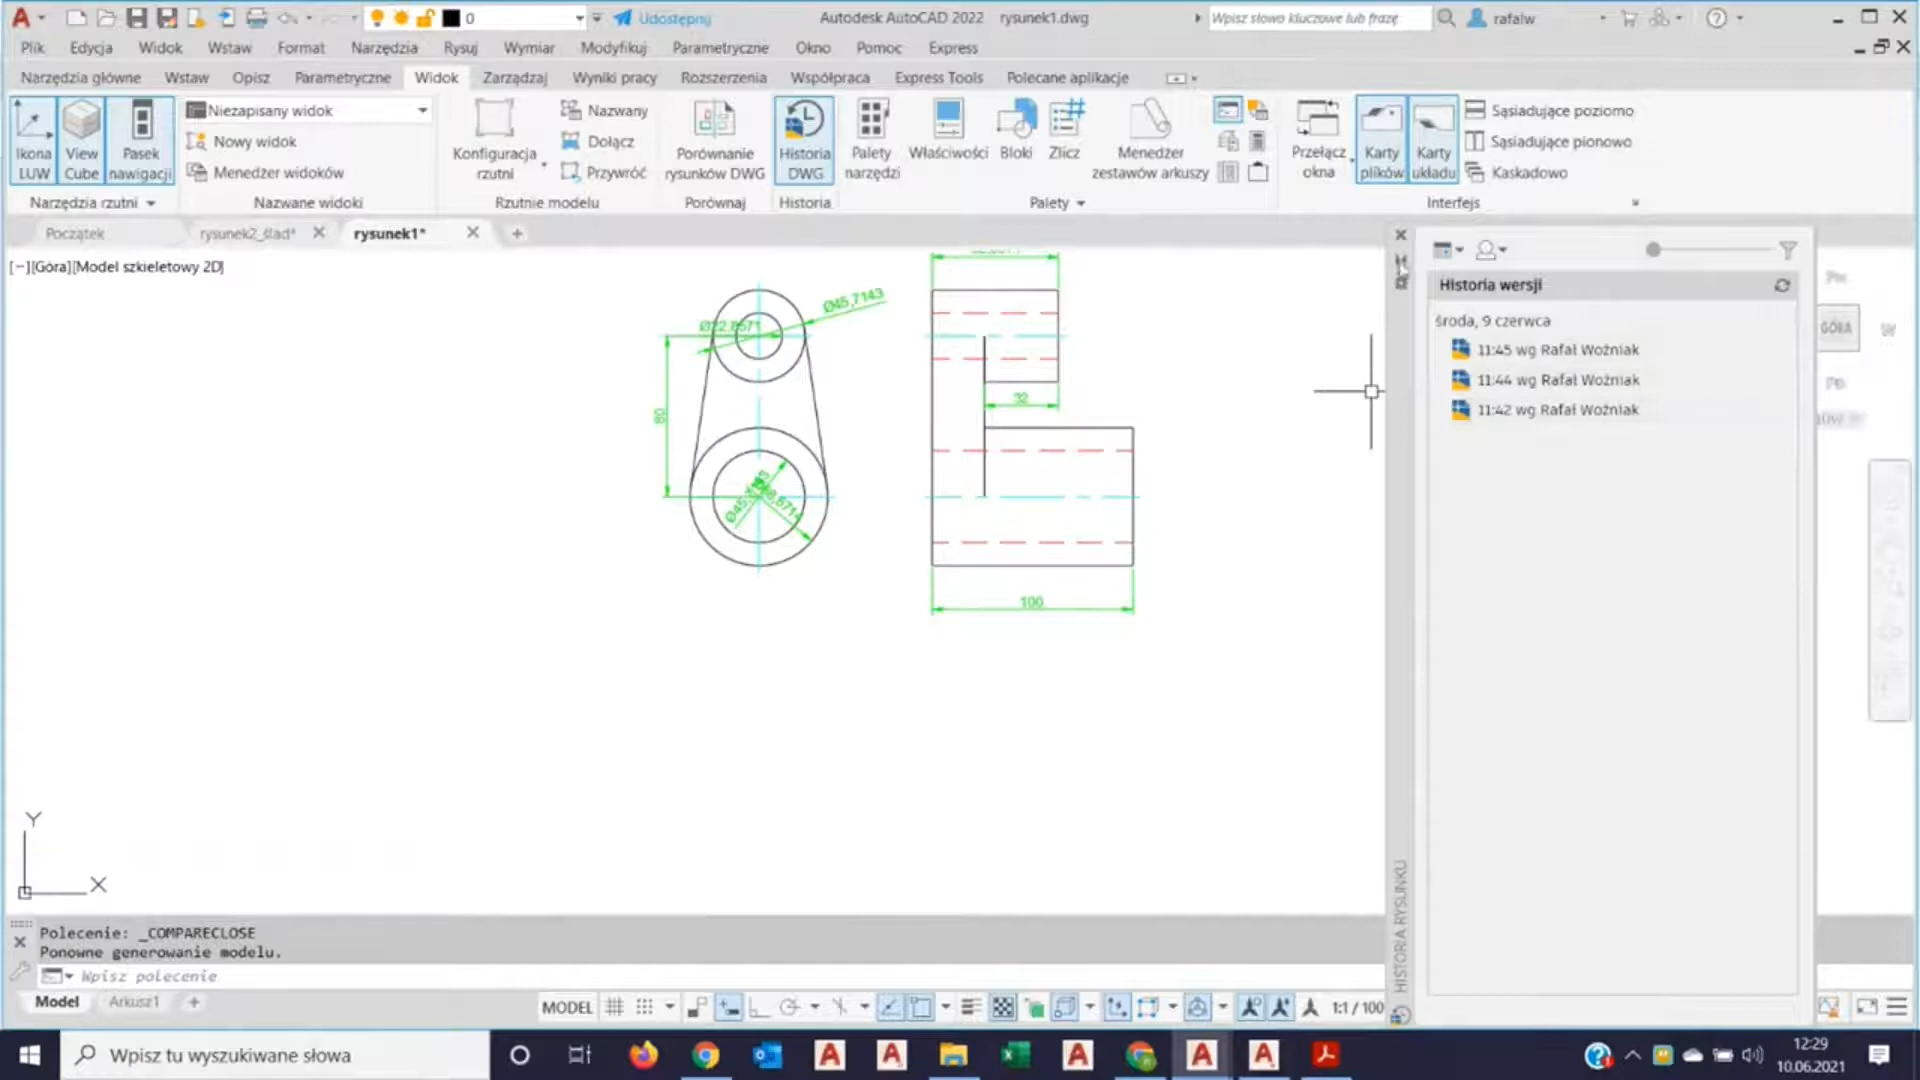 0
Udostępnij
Autodesk AutoCAD 2022 rysunek1.dwg
Wpisz słowo kluczowe lub frazę
rafalw
Plik Edycja Widok Wstaw Format Narzędzia Rysuj Wymiar Modyfikuj Parametryczne Okno Pomoc Express
Narzędzia główne Wstaw Opisz Parametryczne Widok Zarządzaj Wyniki pracy Rozszerzenia Współpraca Express Tools Polecane aplikacje
Ikona LUW
View Cube
Pasek nawigacji
Niezapisany widok
Nowy widok
Menedżer widoków
Konfiguracja rzutni
Nazwany
Dołącz
Przywróć
Porównanie rysunków DWG
Historia DWG
Palety narzędzi
Właściwości
Bloki
Zlicz
Menedżer zestawów arkuszy
Przełącz okna
Karty plików
Karty układu
Sąsiadujące poziomo
Sąsiadujące pionowo
Kaskadowo
Narzędzia rzutni Nazwane widoki Rzutnie modelu Porównaj Historia Palety Interfejs
Początek rysunek2_ślad* rysunek1*
[−][Góra][Model szkieletowy 2D]
Ø45,7143
Ø22,8571
80
32
100
Historia wersji
środa, 9 czerwca
11:45 wg Rafał Woźniak
11:44 wg Rafał Woźniak
11:42 wg Rafał Woźniak
HISTORIA RYSUNKU
GÓRA
W
Y
X
Polecenie: _COMPARECLOSE
Ponowne generowanie modelu.
Wpisz polecenie
Model Arkusz1
MODEL
1:1 / 100
Wpisz tu wyszukiwane słowa
12:29
10.06.2021